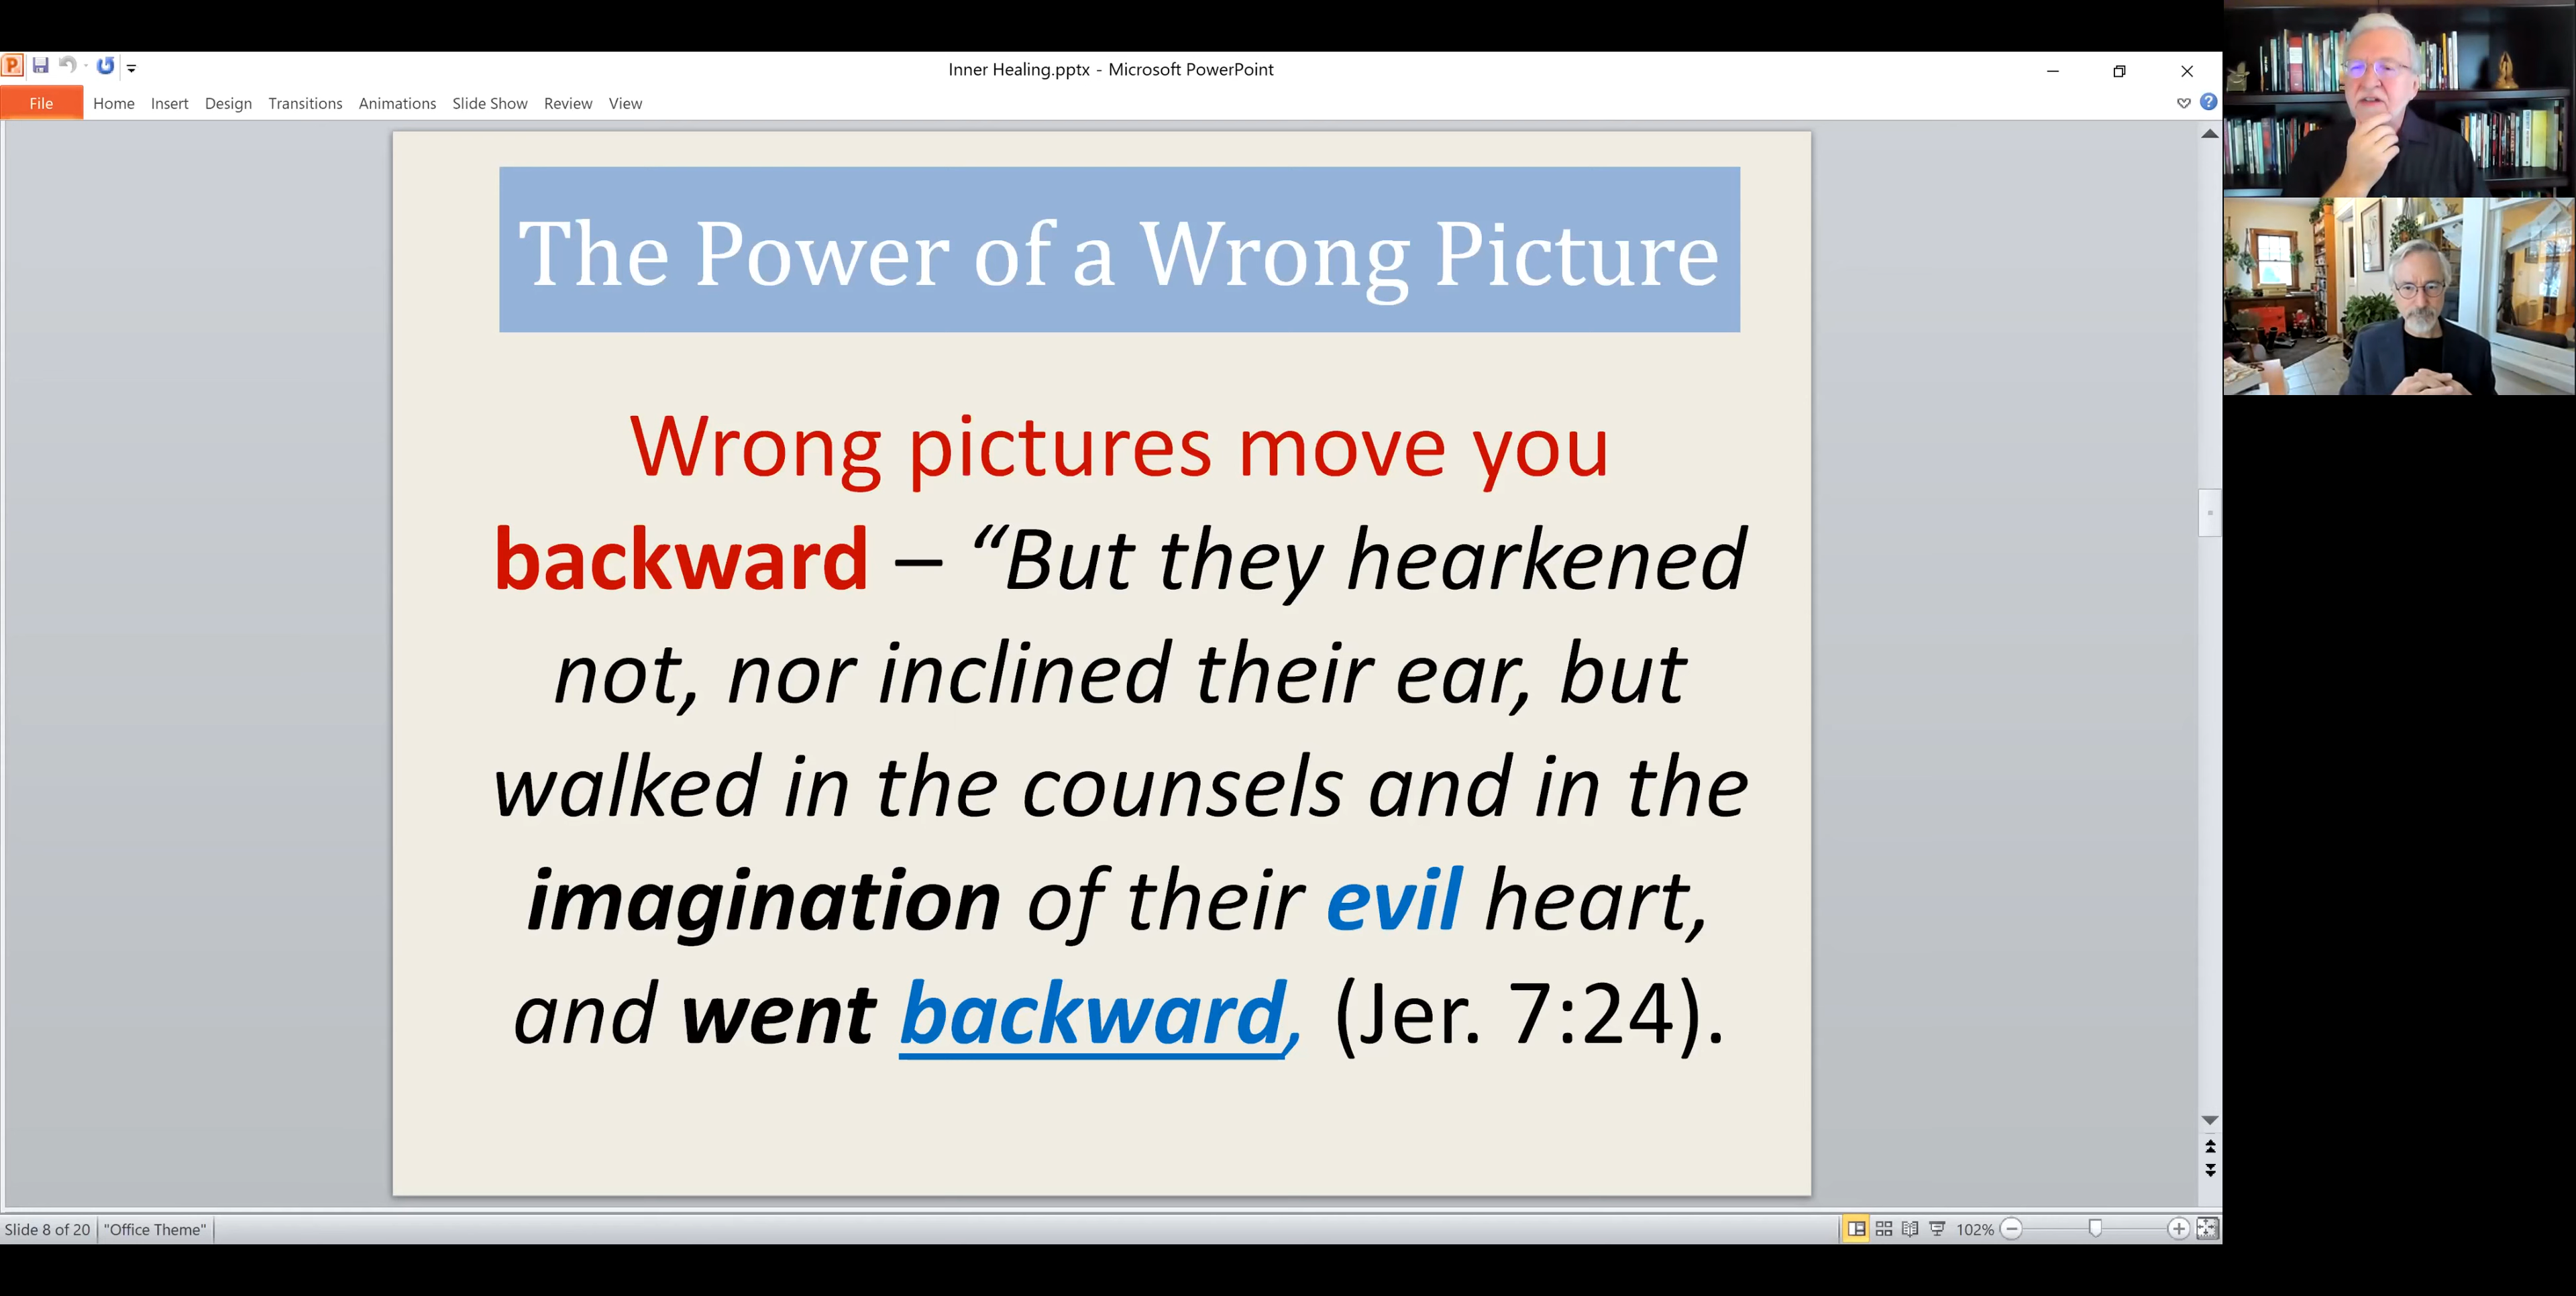 Inner Healing.pptx - Microsoft PowerPoint
File Home Insert Design Transitions Animations Slide Show Review View
The Power of a Wrong Picture
Wrong pictures move you
backward – “But they hearkened
not, nor inclined their ear, but
walked in the counsels and in the
imagination of their evil heart,
and went backward, (Jer. 7:24).
Slide 8 of 20 "Office Theme" 102%